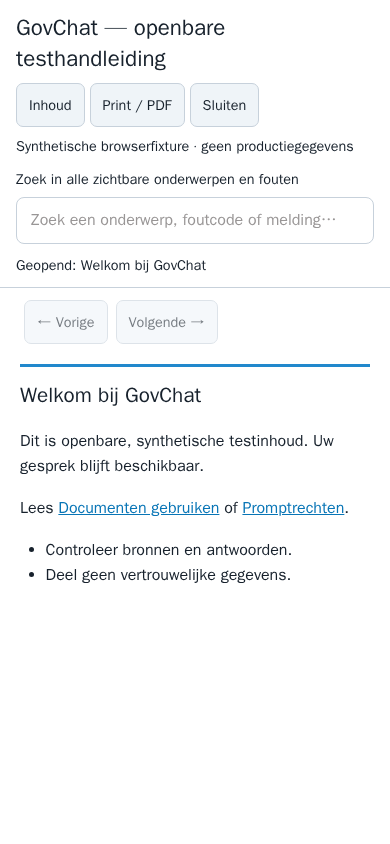 GovChat — openbare
testhandleiding
Inhoud
Print / PDF
Sluiten
Synthetische browserfixture · geen productiegegevens
Zoek in alle zichtbare onderwerpen en fouten
Zoek een onderwerp, foutcode of melding…
Geopend: Welkom bij GovChat
← Vorige
Volgende →
Welkom bij GovChat
Dit is openbare, synthetische testinhoud. Uw
gesprek blijft beschikbaar.
Lees Documenten gebruiken of Promptrechten.
• Controleer bronnen en antwoorden.
• Deel geen vertrouwelijke gegevens.